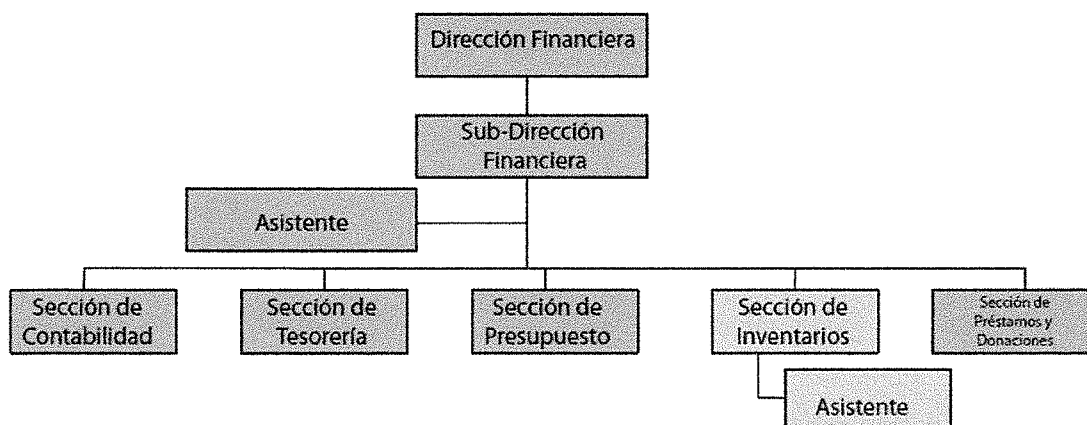 Dirección Financiera
Sub-Dirección
Financiera
Asistente
Sección de
Contabilidad
Sección de
Tesorería
Sección de
Presupuesto
Sección de
Inventarios
Sección de
Préstamos y
Donaciones
Asistente